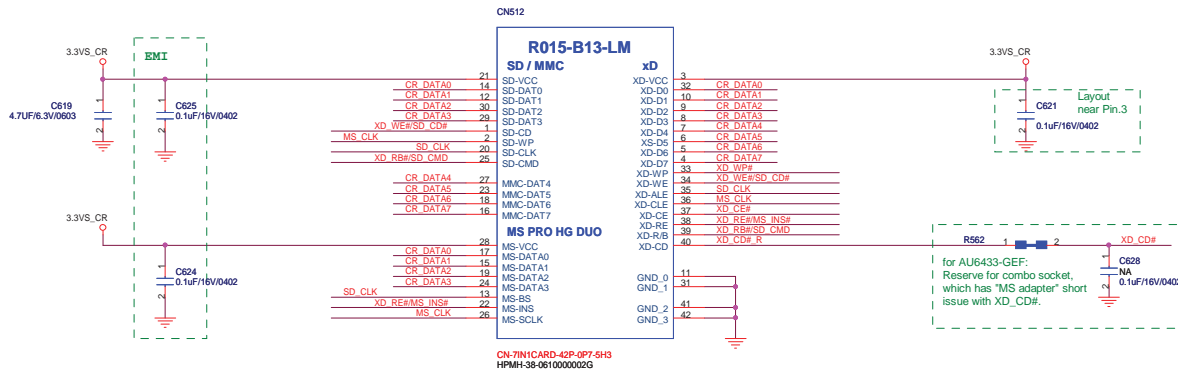 CN512
R015-B13-LM
SD / MMC xD
3.3VS_CR
EMI
C619
4.7UF/6.3V/0603
1
2
C625
0.1uF/16V/0402
1
2
3.3VS_CR
C624
0.1uF/16V/0402
1
2
21 SD-VCC
CR_DATA0 14 SD-DAT0
CR_DATA1 12 SD-DAT1
CR_DATA2 30 SD-DAT2
CR_DATA3 29 SD-DAT3
XD_WE#/SD_CD# 1 SD-CD
MS_CLK 2 SD-WP
SD_CLK 20 SD-CLK
XD_RB#/SD_CMD 25 SD-CMD
CR_DATA4 27 MMC-DAT4
CR_DATA5 23 MMC-DAT5
CR_DATA6 18 MMC-DAT6
CR_DATA7 16 MMC-DAT7
MS PRO HG DUO
28 MS-VCC
CR_DATA0 17 MS-DATA0
CR_DATA1 15 MS-DATA1
CR_DATA2 19 MS-DATA2
CR_DATA3 24 MS-DATA3
SD_CLK 13 MS-BS
XD_RE#/MS_INS# 22 MS-INS
MS_CLK 26 MS-SCLK
XD-VCC 3
XD-D0 32 CR_DATA0
XD-D1 10 CR_DATA1
XD-D2 9 CR_DATA2
XD-D3 8 CR_DATA3
XD-D4 7 CR_DATA4
XS-D5 6 CR_DATA5
XD-D6 5 CR_DATA6
XD-D7 4 CR_DATA7
XD-WP 33 XD_WP#
XD-WE 34 XD_WE#/SD_CD#
XD-ALE 35 SD_CLK
XD-CLE 36 MS_CLK
XD-CE 37 XD_CE#
XD-RE 38 XD_RE#/MS_INS#
XD-R/B 39 XD_RB#/SD_CMD
XD-CD 40 XD_CD#_R
GND_0 11
GND_1 31
GND_2 41
GND_3 42
CN-7IN1CARD-42P-0P7-5H3
HPMH-38-0610000002G
3.3VS_CR
Layout
near Pin.3
C621
0.1uF/16V/0402
1
2
R562 1 2 XD_CD#
for AU6433-GEF:
Reserve for combo socket,
which has "MS adapter" short
issue with XD_CD#.
C628
NA
0.1uF/16V/0402
1
2